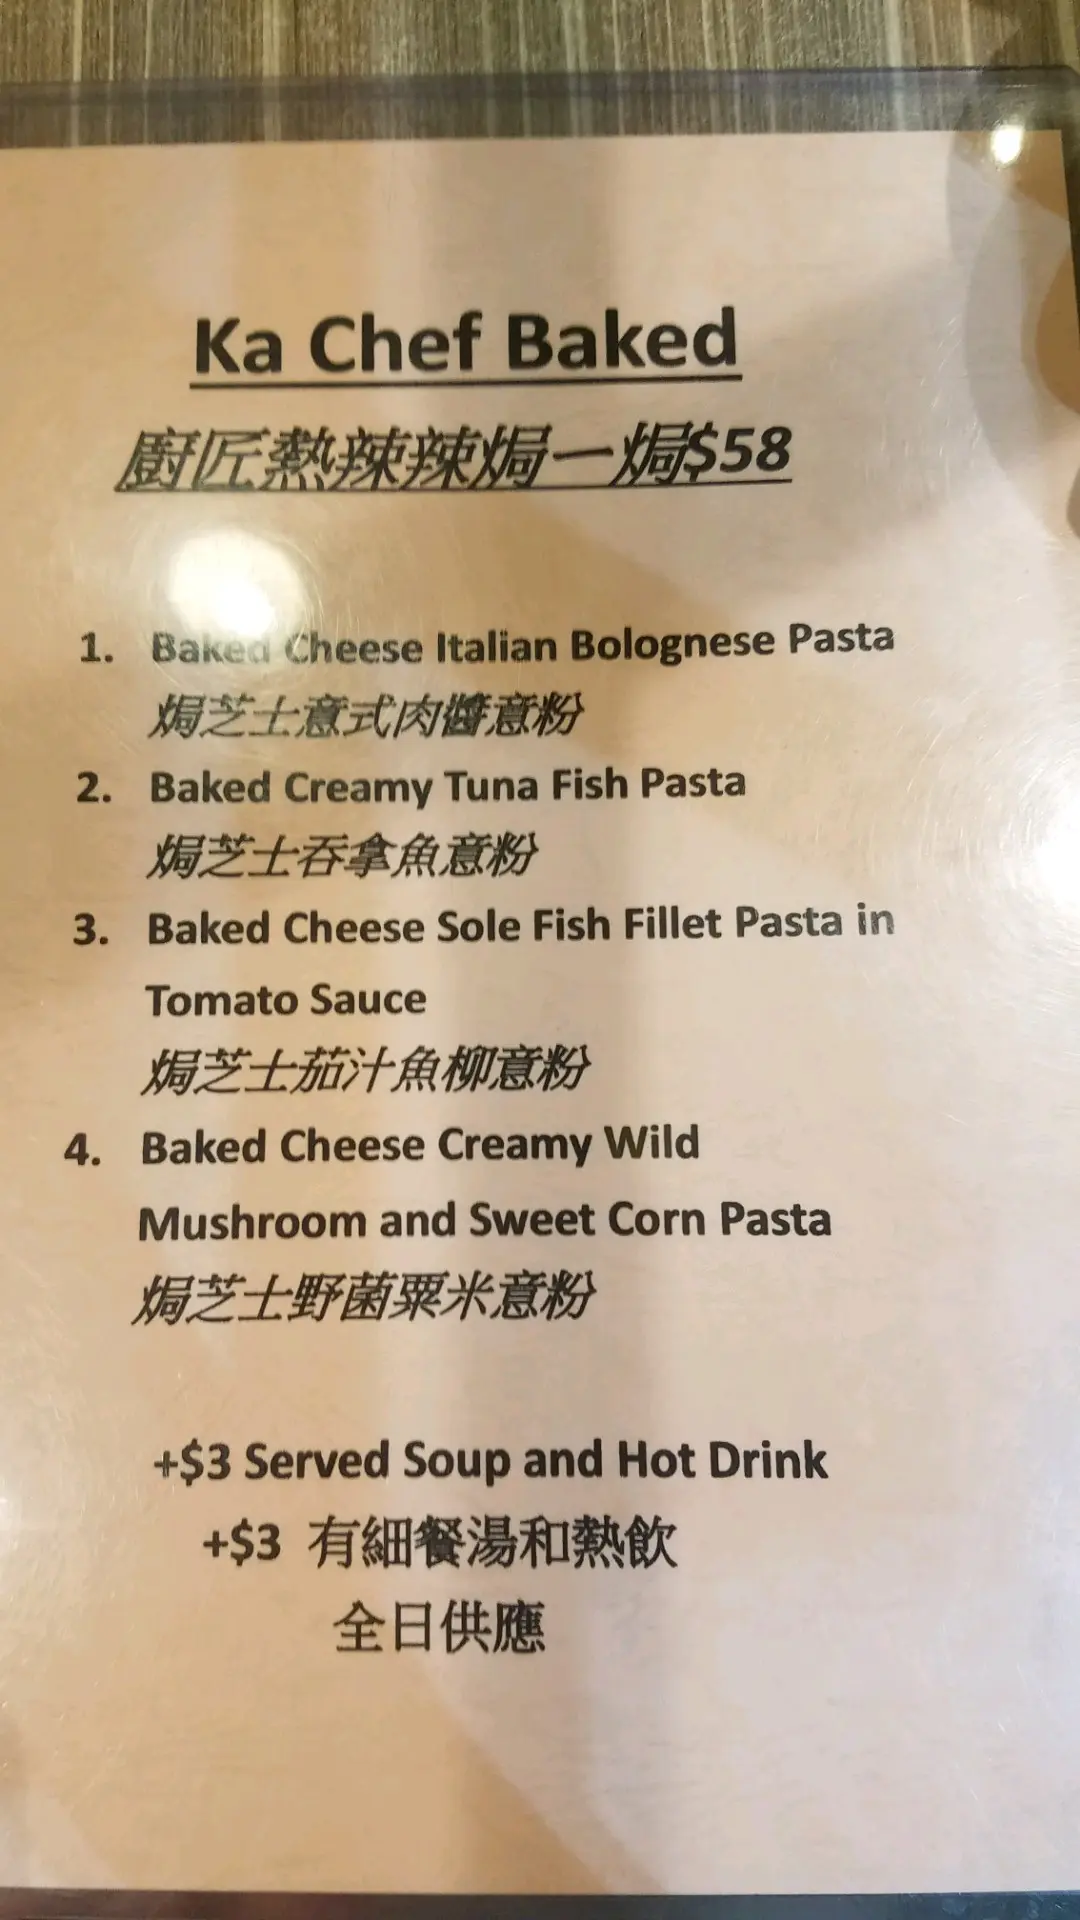 Ka Chef Baked
廚匠熱辣辣焗一焗$58
1. Baked Cheese Italian Bolognese Pasta
焗芝士意式肉醬意粉
2. Baked Creamy Tuna Fish Pasta
焗芝士吞拿魚意粉
3. Baked Cheese Sole Fish Fillet Pasta in
Tomato Sauce
焗芝士茄汁魚柳意粉
4. Baked Cheese Creamy Wild
Mushroom and Sweet Corn Pasta
焗芝士野菌粟米意粉
+$3 Served Soup and Hot Drink
+$3 有細餐湯和熱飲
全日供應